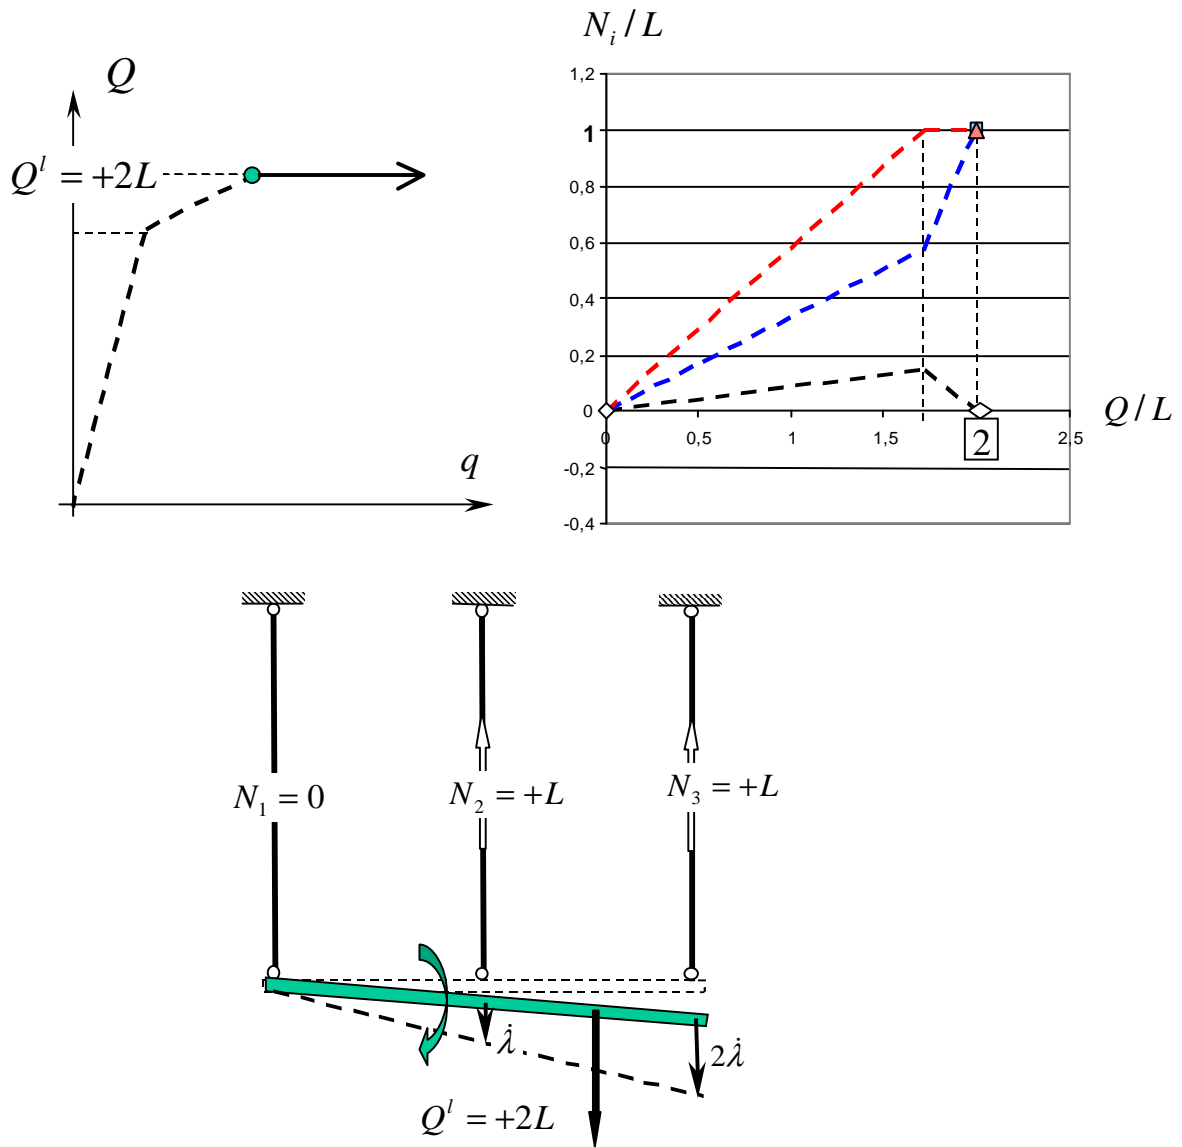 Q
Q^l = +2L
q
N_i / L
1,2
1
0,8
0,6
0,4
0,2
0
-0,2
-0,4
0
0,5
1
1,5
2
2,5
Q / L
N_1 = 0
N_2 = +L
N_3 = +L
λ̇
2λ̇
Q^l = +2L